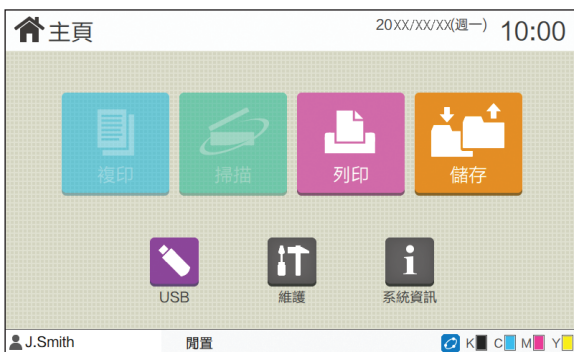 主頁 20XX/XX/XX(週一) 10:00
複印 掃描 列印 儲存
USB 維護 系統資訊
J.Smith 閒置 K C M Y